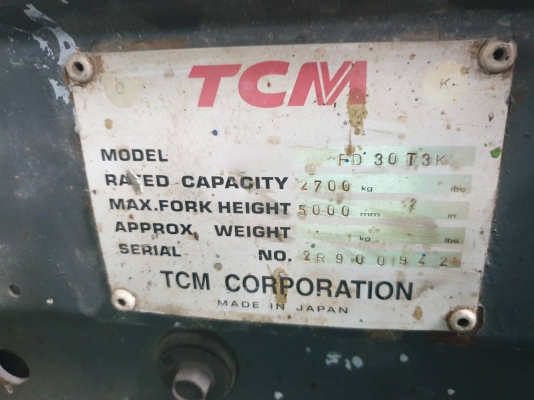 O K
TCM
MODEL FD30T3K
RATED CAPACITY 2700 kg lbs
MAX.FORK HEIGHT 5000 mm in
APPROX. WEIGHT kg lbs
SERIAL NO. 2R900942
TCM CORPORATION
MADE IN JAPAN